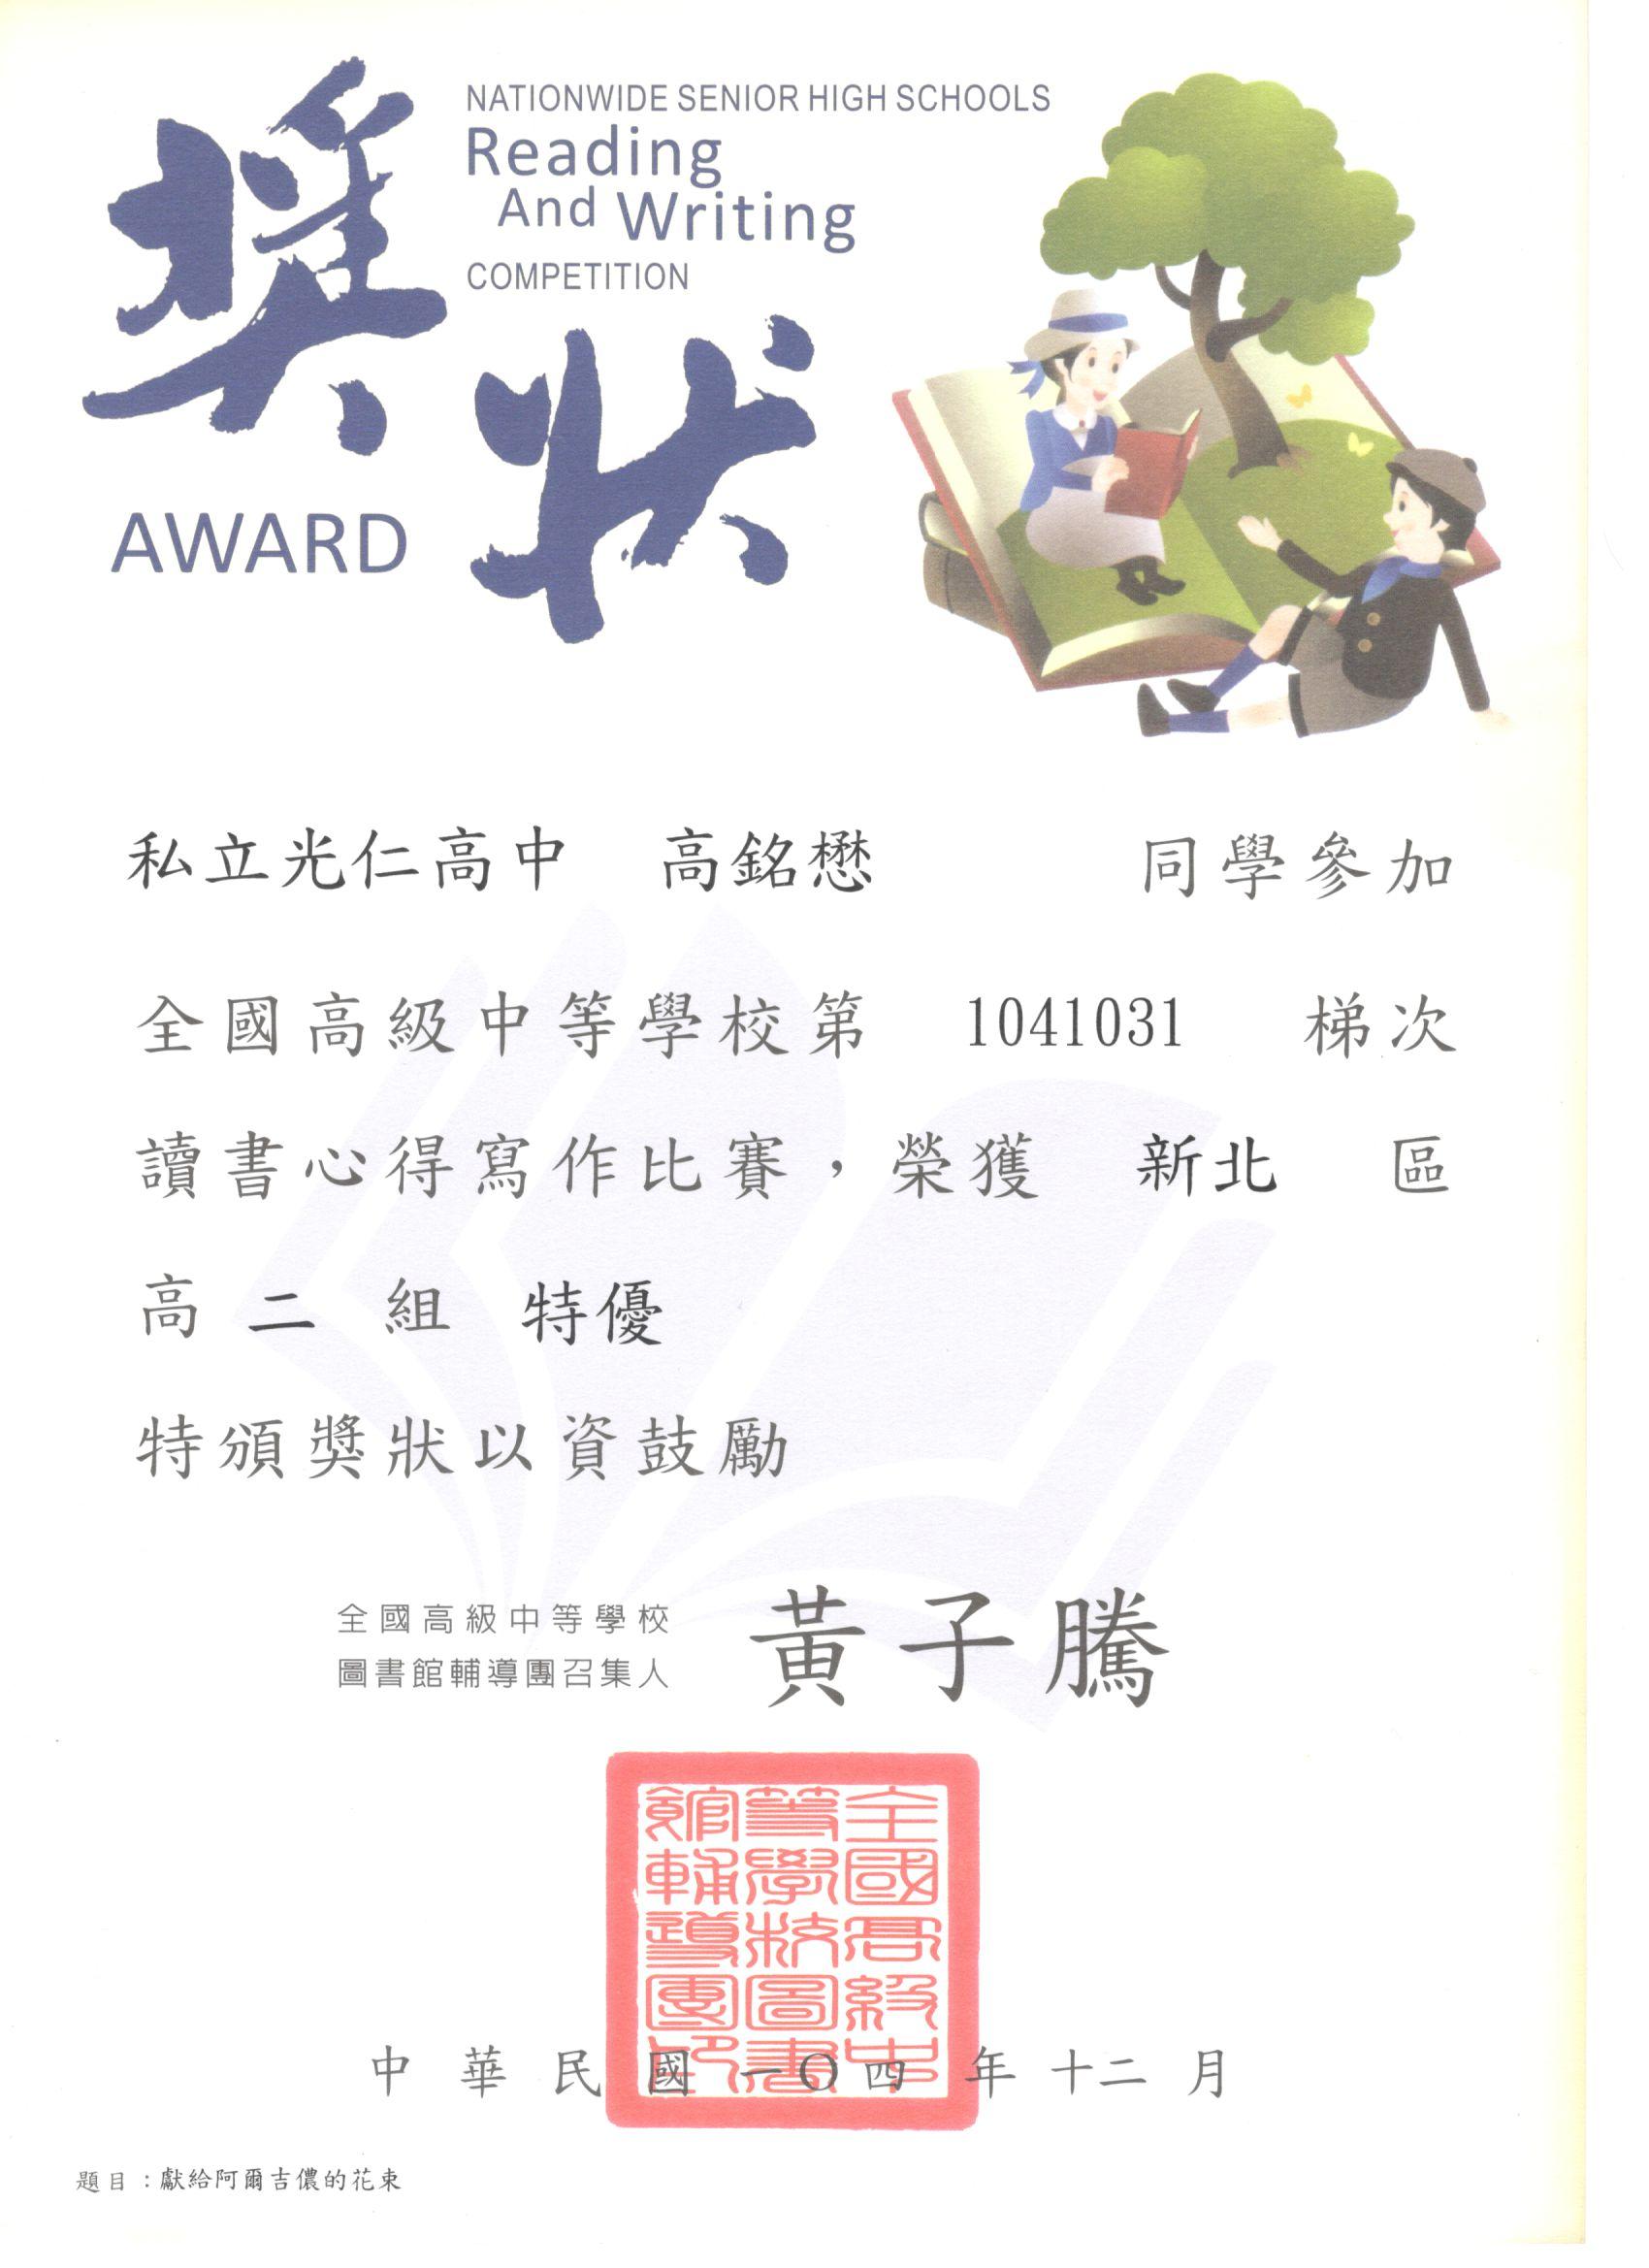 獎狀
NATIONWIDE SENIOR HIGH SCHOOLS
Reading
And Writing
COMPETITION
AWARD
私立光仁高中 高銘懋 同學參加
全國高級中等學校第 1041031 梯次
讀書心得寫作比賽，榮獲 新北 區
高 二 組 特優
特頒獎狀以資鼓勵
全國高級中等學校
圖書館輔導團召集人
黃子騰
全國高級中
等學校圖書
館輔導團印
中華民國一〇四年十二月
題目：獻給阿爾吉儂的花束